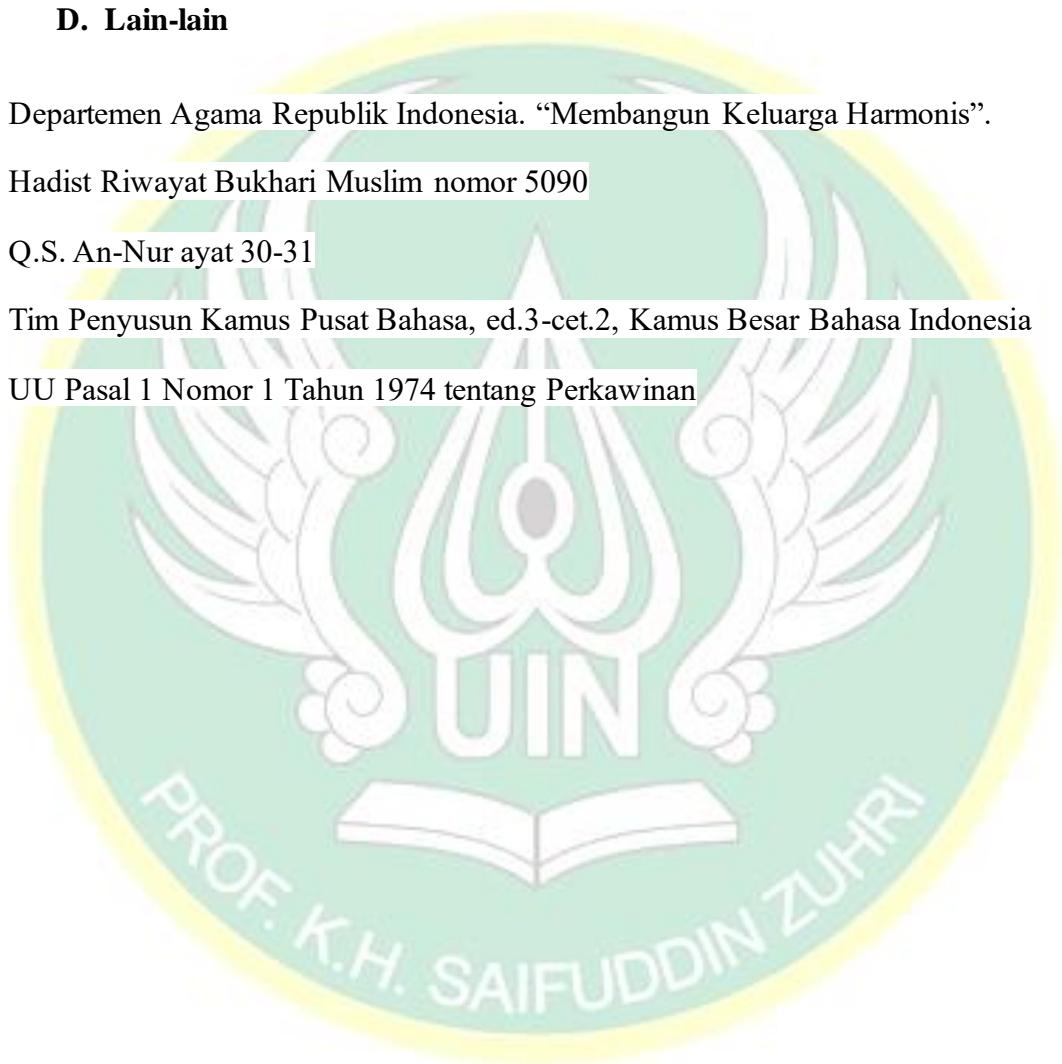 D. Lain-lain
Departemen Agama Republik Indonesia. “Membangun Keluarga Harmonis”.
Hadist Riwayat Bukhari Muslim nomor 5090
Q.S. An-Nur ayat 30-31
Tim Penyusun Kamus Pusat Bahasa, ed.3-cet.2, Kamus Besar Bahasa Indonesia
UU Pasal 1 Nomor 1 Tahun 1974 tentang Perkawinan
UIN
PROF. K.H. SAIFUDDIN ZUHRI